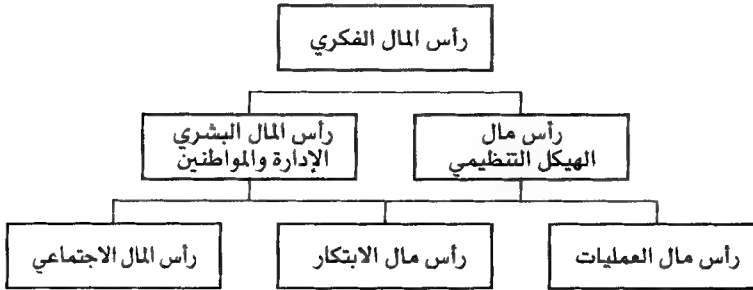 رأس المال الفكري
رأس مال
الهيكل التنظيمي
رأس المال البشري
الإدارة والمواطنين
رأس مال العمليات
رأس مال الابتكار
رأس المال الاجتماعي